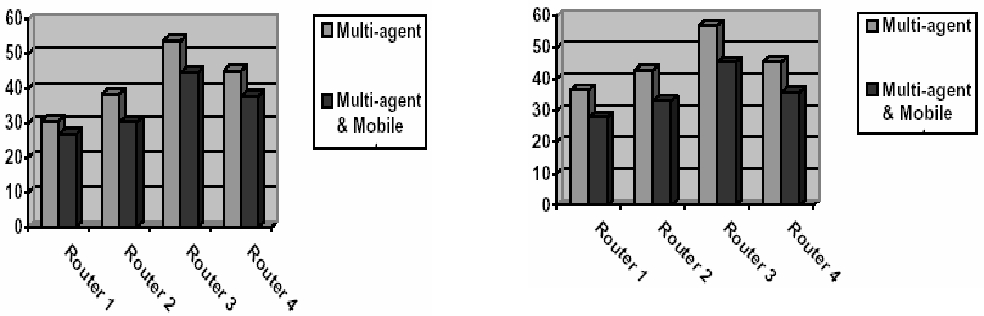 60
50
40
30
20
10
0
Router 1
Router 2
Router 3
Router 4
Multi-agent
Multi-agent
& Mobile
60
50
40
30
20
10
0
Router 1
Router 2
Router 3
Router 4
Multi-agent
Multi-agent
& Mobile